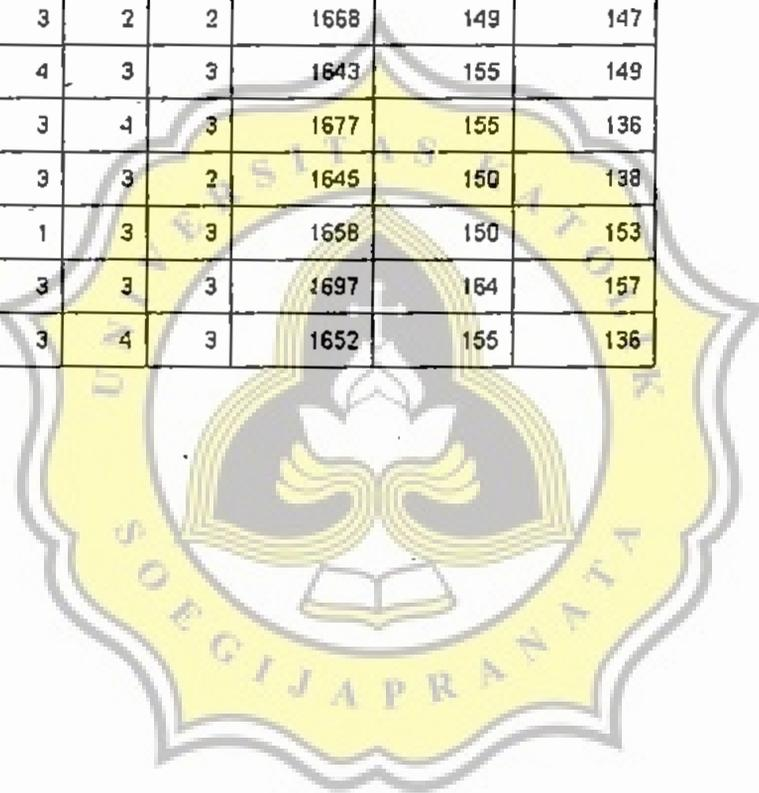 3 2 2 1668 149 147
4 3 3 1643 155 149
3 4 3 1677 155 136
3 3 2 1645 150 138
1 3 3 1658 150 153
3 3 3 1697 164 157
3 4 3 1652 155 136
UNIVERSITAS KATOLIK
SOEGIJAPRANATA